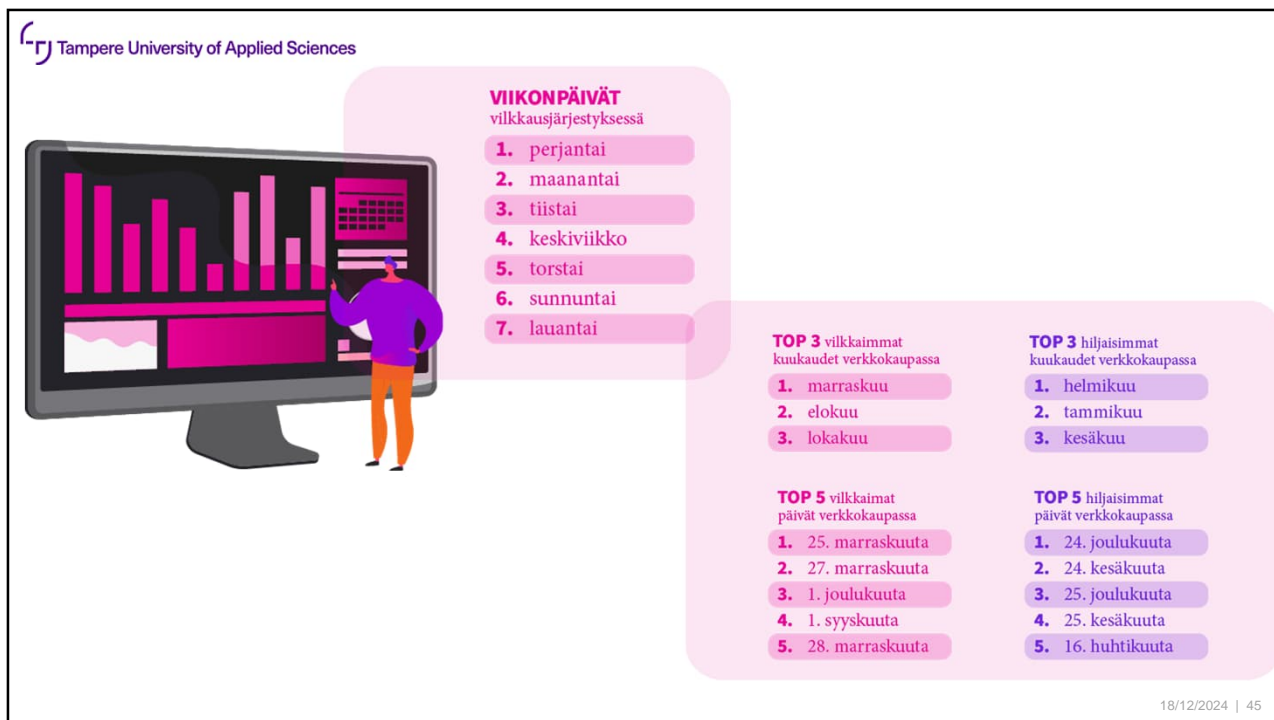 Tampere University of Applied Sciences
VIIKONPÄIVÄT
vilkkausjärjestyksessä
1. perjantai
2. maanantai
3. tiistai
4. keskiviikko
5. torstai
6. sunnuntai
7. lauantai
TOP 3 vilkkaimmat
kuukaudet verkkokaupassa
1. marraskuu
2. elokuu
3. lokakuu
TOP 3 hiljaisimmat
kuukaudet verkkokaupassa
1. helmikuu
2. tammikuu
3. kesäkuu
TOP 5 vilkkaimat
päivät verkkokaupassa
1. 25. marraskuuta
2. 27. marraskuuta
3. 1. joulukuuta
4. 1. syyskuuta
5. 28. marraskuuta
TOP 5 hiljaisimmat
päivät verkkokaupassa
1. 24. joulukuuta
2. 24. kesäkuuta
3. 25. joulukuuta
4. 25. kesäkuuta
5. 16. huhtikuuta
18/12/2024 | 45